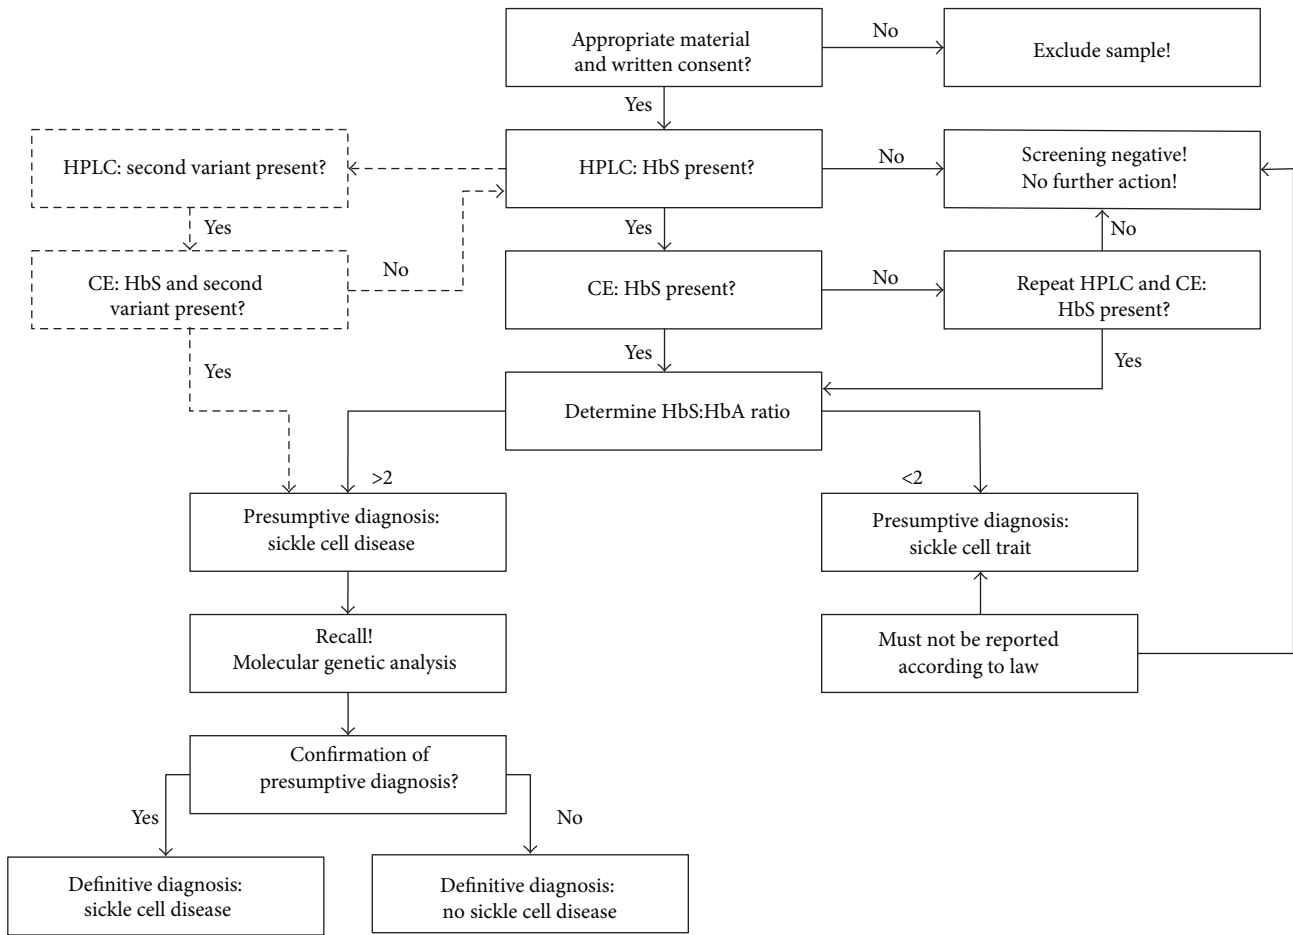 Appropriate material
and written consent?
No
Exclude sample!
Yes
HPLC: second variant present?
HPLC: HbS present?
No
Screening negative!
No further action!
Yes
Yes
No
CE: HbS and second
variant present?
No
CE: HbS present?
No
Repeat HPLC and CE:
HbS present?
Yes
Yes
Yes
Determine HbS:HbA ratio
>2
<2
Presumptive diagnosis:
sickle cell disease
Presumptive diagnosis:
sickle cell trait
Recall!
Molecular genetic analysis
Must not be reported
according to law
Confirmation of
presumptive diagnosis?
Yes
No
Definitive diagnosis:
sickle cell disease
Definitive diagnosis:
no sickle cell disease